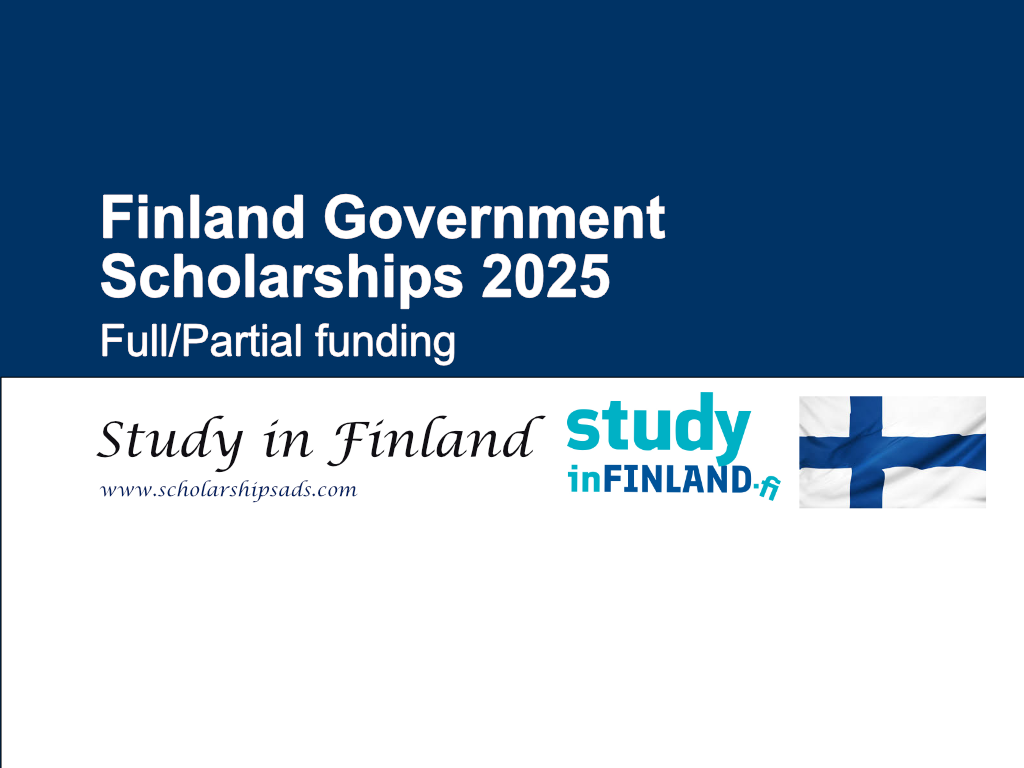 Finland Government
Scholarships 2025
Full/Partial funding
Study in Finland
www.scholarshipsads.com
study
inFINLAND.fi